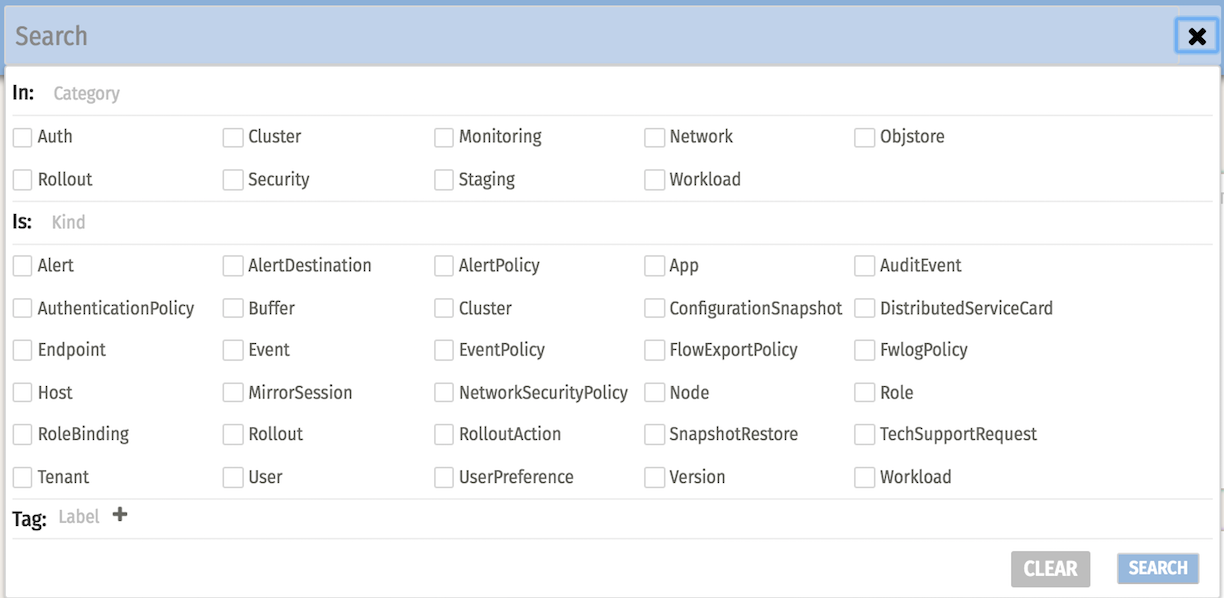 Search
In: Category
Auth Cluster Monitoring Network Objstore
Rollout Security Staging Workload
Is: Kind
Alert AlertDestination AlertPolicy App AuditEvent
AuthenticationPolicy Buffer Cluster ConfigurationSnapshot DistributedServiceCard
Endpoint Event EventPolicy FlowExportPolicy FwlogPolicy
Host MirrorSession NetworkSecurityPolicy Node Role
RoleBinding Rollout RolloutAction SnapshotRestore TechSupportRequest
Tenant User UserPreference Version Workload
Tag: Label +
CLEAR SEARCH